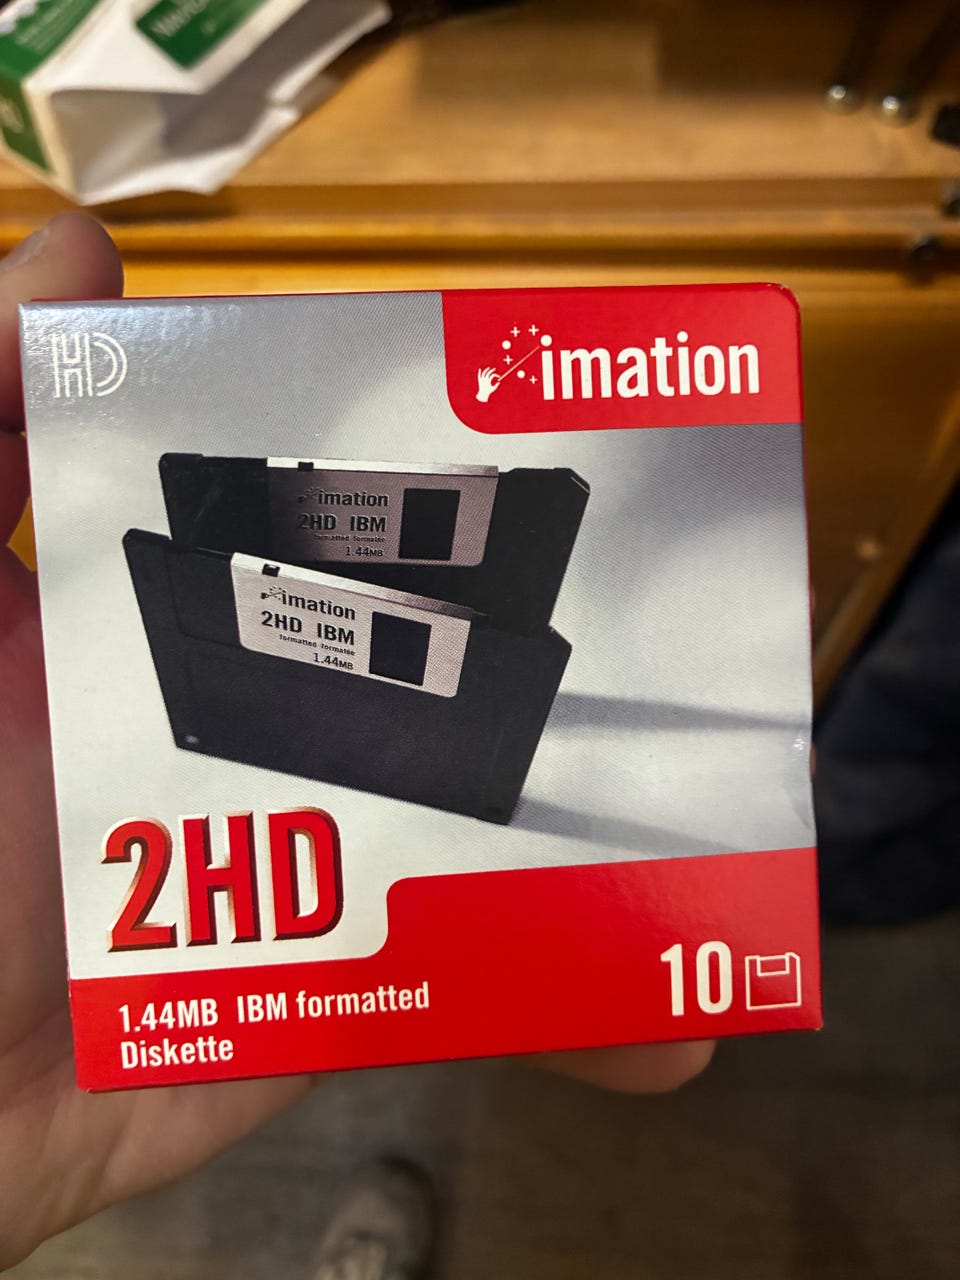 HD
imation
imation
2HD IBM
formatted formatée
1.44MB
imation
2HD IBM
formatted formatée
1.44MB
2HD
1.44MB IBM formatted
Diskette
10